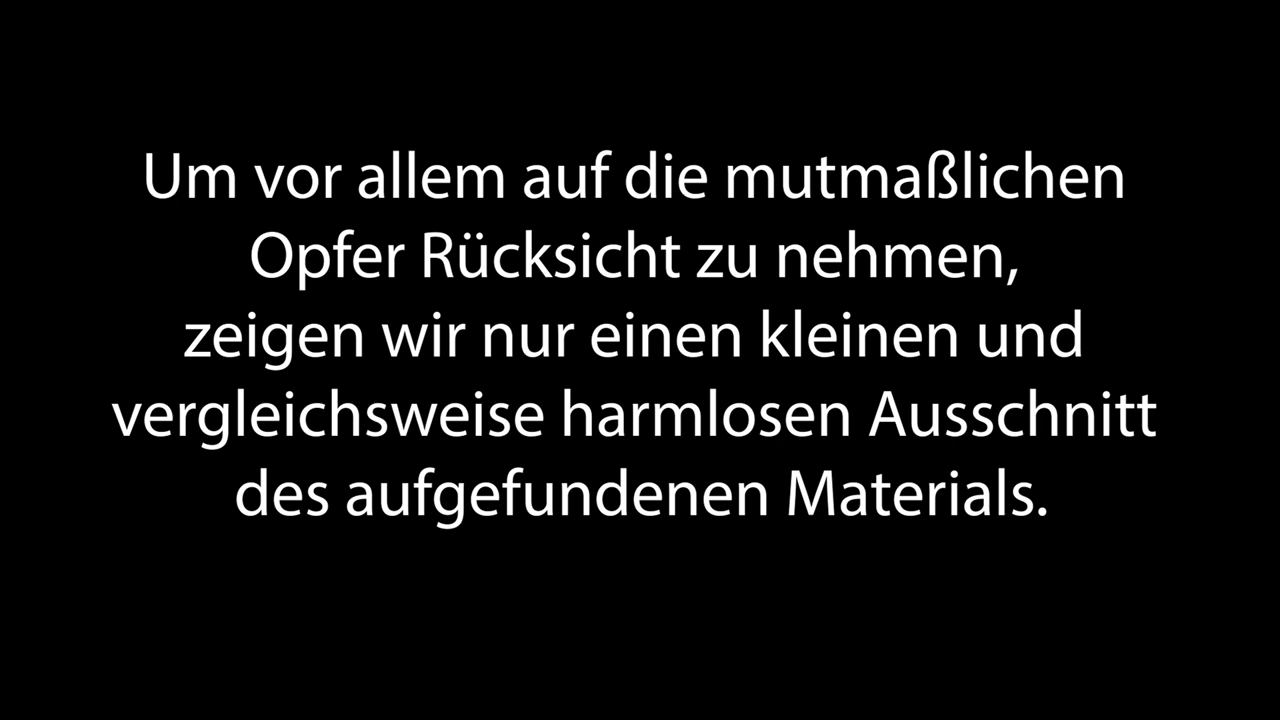 Um vor allem auf die mutmaßlichen
Opfer Rücksicht zu nehmen,
zeigen wir nur einen kleinen und
vergleichsweise harmlosen Ausschnitt
des aufgefundenen Materials.